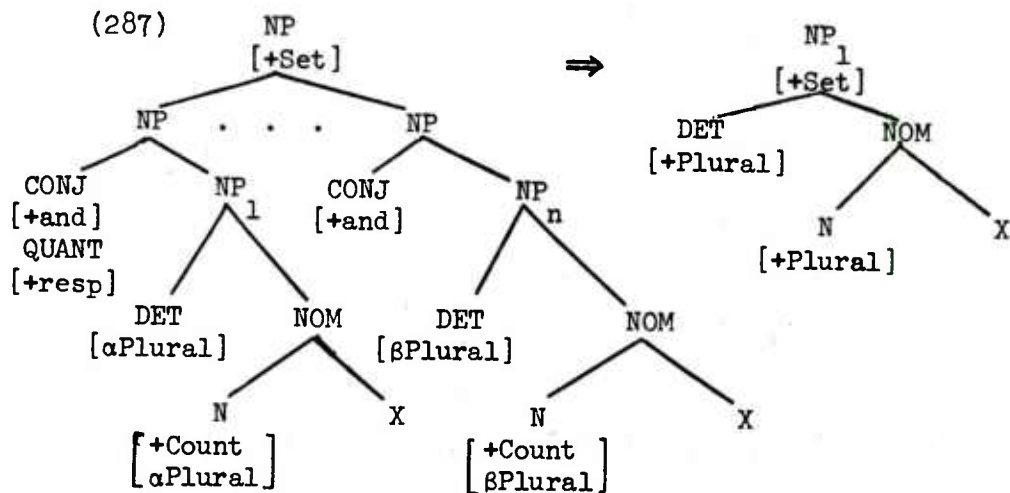 (287) NP NP₁
[+Set] ⇒ [+Set]
NP . . . NP DET NOM
[+Plural]
CONJ NP₁ CONJ NPₙ N X
[+and] [+and] [+Plural]
QUANT
[+resp]
DET NOM DET NOM
[αPlural] [βPlural]
N X N X
[+Count [+Count
αPlural] βPlural]